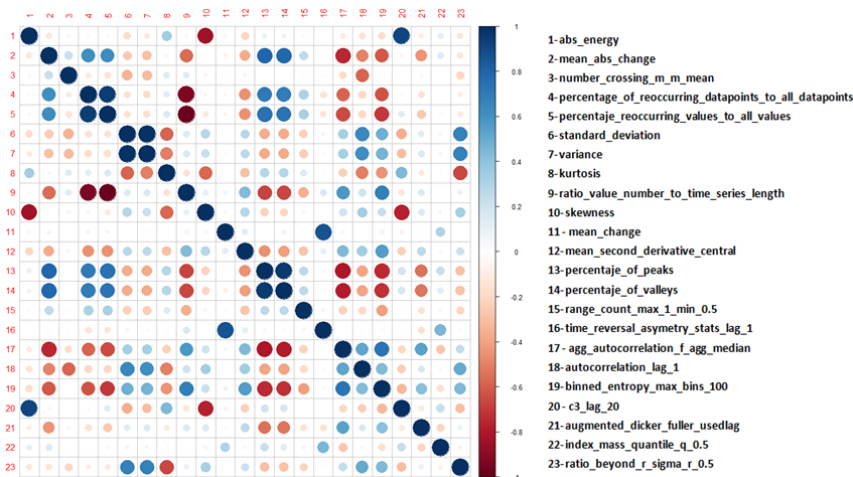 1 2 3 4 5 6 7 8 9 10 11 12 13 14 15 16 17 18 19 20 21 22 23
1
2
3
4
5
6
7
8
9
10
11
12
13
14
15
16
17
18
19
20
21
22
23
1
0.8
0.6
0.4
0.2
0
-0.2
-0.4
-0.6
-0.8
-1
1-abs_energy
2-mean_abs_change
3-number_crossing_m_m_mean
4-percentage_of_reoccurring_datapoints_to_all_datapoints
5-percentaje_reoccurring_values_to_all_values
6-standard_deviation
7-variance
8-kurtosis
9-ratio_value_number_to_time_series_length
10-skewness
11- mean_change
12-mean_second_derivative_central
13-percentaje_of_peaks
14-percentaje_of_valleys
15-range_count_max_1_min_0.5
16-time_reversal_asymetry_stats_lag_1
17 - agg_autocorrelation_f_agg_median
18-autocorrelation_lag_1
19-binned_entropy_max_bins_100
20- c3_lag_20
21-augmented_dicker_fuller_usedlag
22-index_mass_quantile_q_0.5
23-ratio_beyond_r_sigma_r_0.5